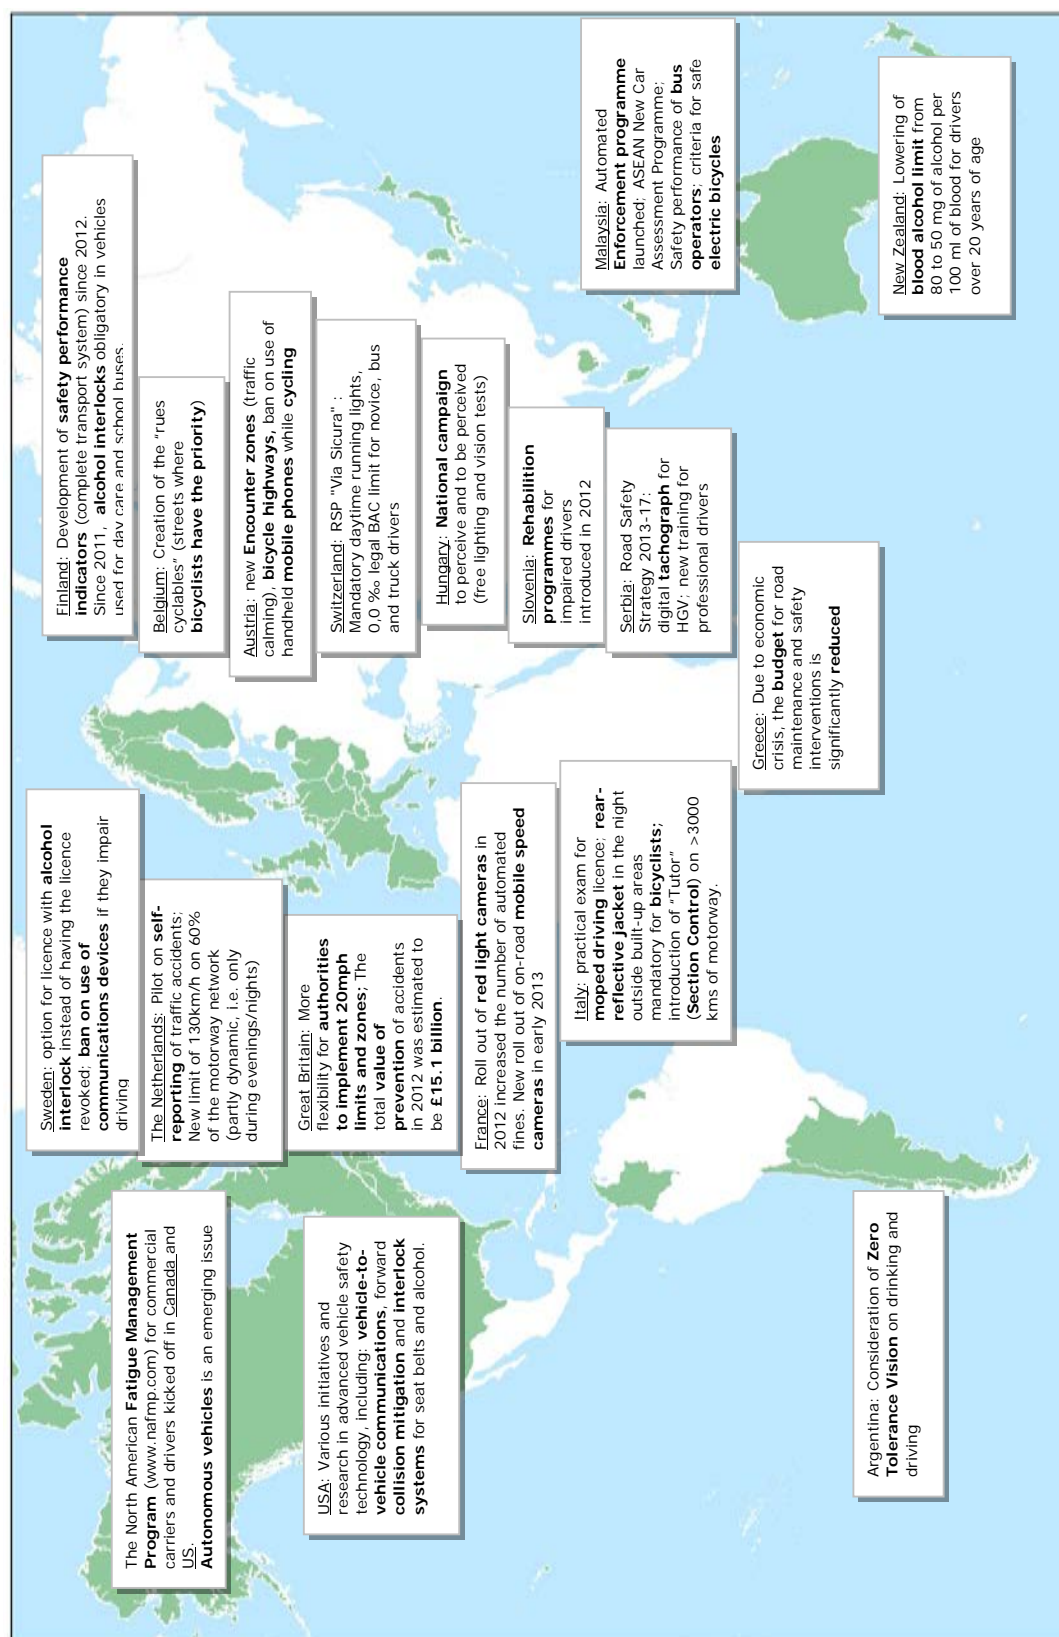 The North American Fatigue Management
Program (www.nafmp.com) for commercial
carriers and drivers kicked off in Canada and
US.
Autonomous vehicles is an emerging issue
USA: Various initiatives and
research in advanced vehicle safety
technology, including: vehicle-to-
vehicle communications, forward
collision mitigation and interlock
systems for seat belts and alcohol.
Argentina: Consideration of Zero
Tolerance Vision on drinking and
driving
Sweden: option for licence with alcohol
interlock instead of having the licence
revoked; ban on use of
communications devices if they impair
driving
The Netherlands: Pilot on self-
reporting of traffic accidents;
New limit of 130km/h on 60%
of the motorway network
(partly dynamic, i.e. only
during evenings/nights)
Great Britain: More
flexibility for authorities
to implement 20mph
limits and zones; The
total value of
prevention of accidents
in 2012 was estimated to
be £15.1 billion.
France: Roll out of red light cameras in
2012 increased the number of automated
fines. New roll out of on-road mobile speed
cameras in early 2013
Italy: practical exam for
moped driving licence; rear-
reflective jacket in the night
outside built-up areas
mandatory for bicyclists;
introduction of "Tutor"
(Section Control) on >3000
kms of motorway.
Greece: Due to economic
crisis, the budget for road
maintenance and safety
interventions is
significantly reduced
Finland: Development of safety performance
indicators (complete transport system) since 2012.
Since 2011, alcohol interlocks obligatory in vehicles
used for day care and school buses.
Belgium: Creation of the "rues
cyclables" (streets where
bicyclists have the priority)
Austria: new Encounter zones (traffic
calming), bicycle highways, ban on use of
handheld mobile phones while cycling
Switzerland: RSP "Via Sicura" :
Mandatory daytime running lights,
0,0 ‰ legal BAC limit for novice, bus
and truck drivers
Hungary: National campaign
to perceive and to be perceived
(free lighting and vision tests)
Slovenia: Rehabilition
programmes for
impaired drivers
introduced in 2012
Serbia: Road Safety
Strategy 2013-17:
digital tachograph for
HGV; new training for
professional drivers
Malaysia: Automated
Enforcement programme
launched; ASEAN New Car
Assessment Programme;
Safety performance of bus
operators; criteria for safe
electric bicycles
New Zealand: Lowering of
blood alcohol limit from
80 to 50 mg of alcohol per
100 ml of blood for drivers
over 20 years of age